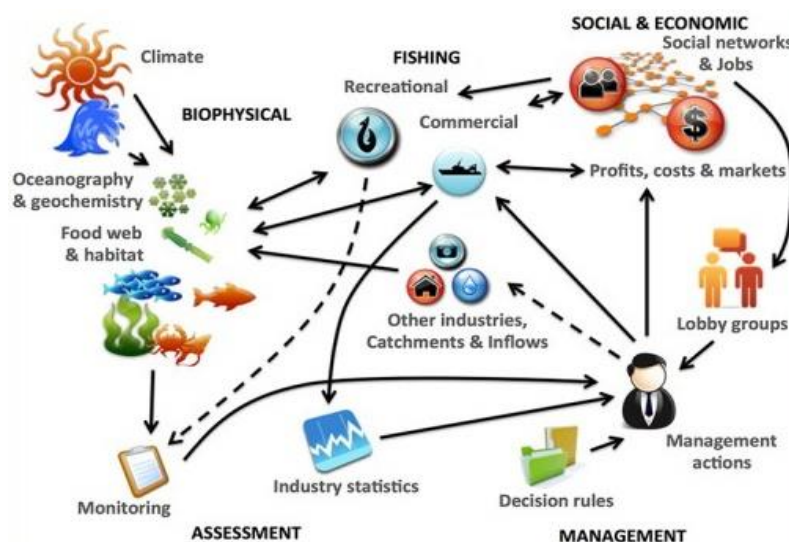 SOCIAL & ECONOMIC
Social networks
& Jobs
FISHING
Climate
Recreational
BIOPHYSICAL
Commercial
Oceanography
& geochemistry
Profits, costs & markets
Food web
& habitat
Other industries,
Catchments & Inflows
Lobby groups
Management
actions
Monitoring
Industry statistics
Decision rules
ASSESSMENT
MANAGEMENT
$